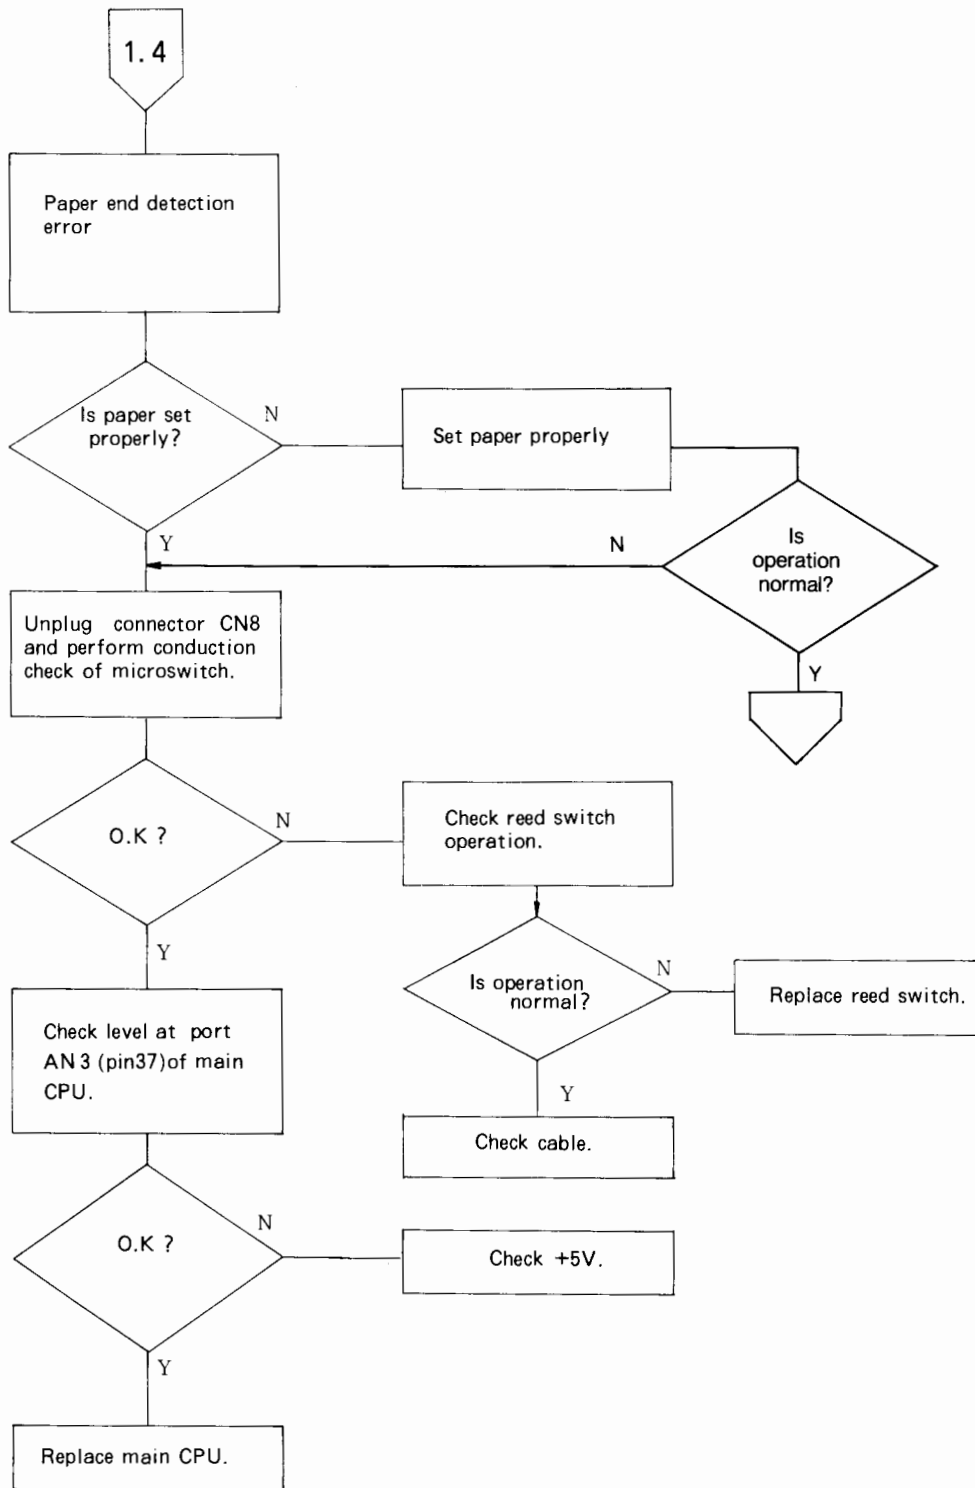 1.4
Paper end detection
error
Is paper set
properly?
N
Set paper properly
Y
N
Is
operation
normal?
Y
Unplug connector CN8
and perform conduction
check of microswitch.
O.K ?
N
Check reed switch
operation.
Y
Is operation
normal?
N
Replace reed switch.
Y
Check cable.
Check level at port
AN3 (pin37)of main
CPU.
O.K ?
N
Check +5V.
Y
Replace main CPU.